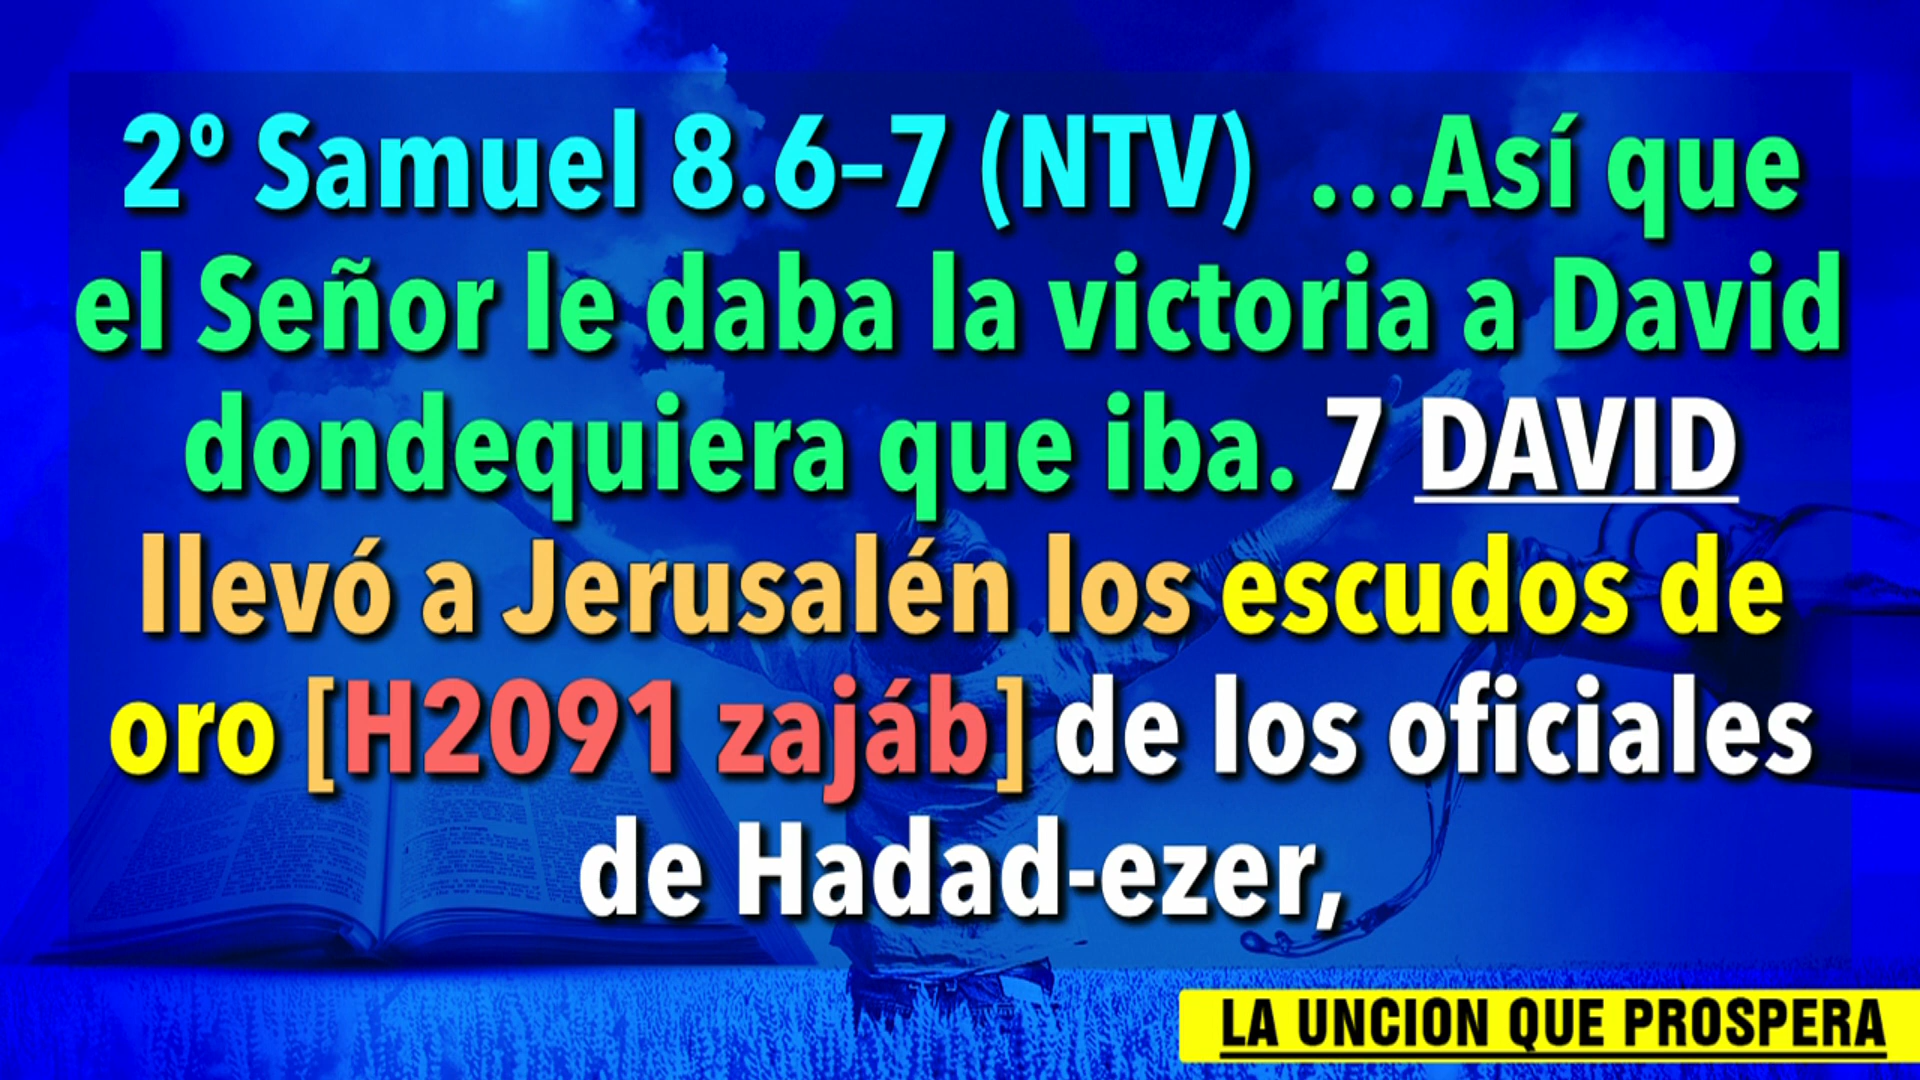 2º Samuel 8.6–7 (NTV) ...Así que
el Señor le daba la victoria a David
dondequiera que iba. 7 DAVID
llevó a Jerusalén los escudos de
oro [H2091 zajáb] de los oficiales
de Hadad-ezer,
LA UNCION QUE PROSPERA